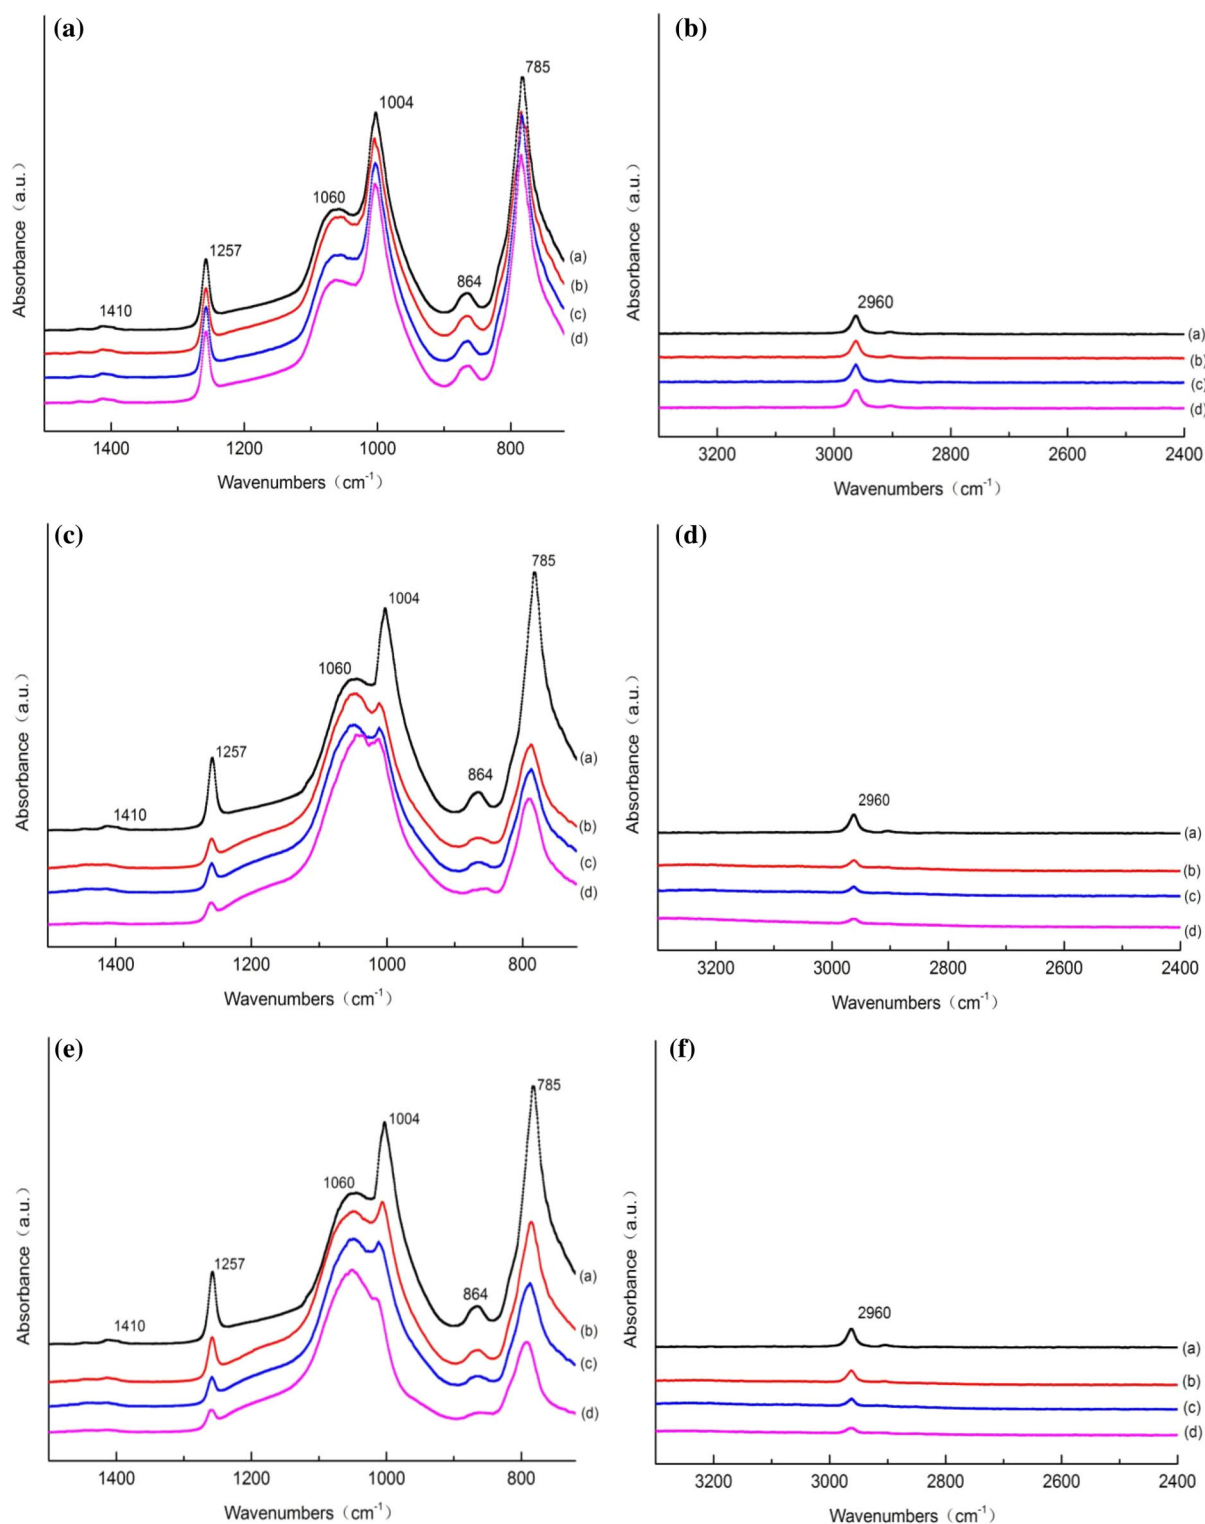 (a)
785
1004
1060
1257
864
1410
(a)
(b)
(c)
(d)
Absorbance（a.u.）
1400
1200
1000
800
Wavenumbers（cm-1）
(b)
2960
(a)
(b)
(c)
(d)
Absorbance（a.u.）
3200
3000
2800
2600
2400
Wavenumbers（cm-1）
(c)
785
1004
1060
1257
864
1410
(a)
(b)
(c)
(d)
Absorbance（a.u.）
1400
1200
1000
800
Wavenumbers（cm-1）
(d)
2960
(a)
(b)
(c)
(d)
Absorbance（a.u.）
3200
3000
2800
2600
2400
Wavenumbers（cm-1）
(e)
785
1004
1060
1257
864
1410
(a)
(b)
(c)
(d)
Absorbance（a.u.）
1400
1200
1000
800
Wavenumbers（cm-1）
(f)
2960
(a)
(b)
(c)
(d)
Absorbance（a.u.）
3200
3000
2800
2600
2400
Wavenumbers（cm-1）